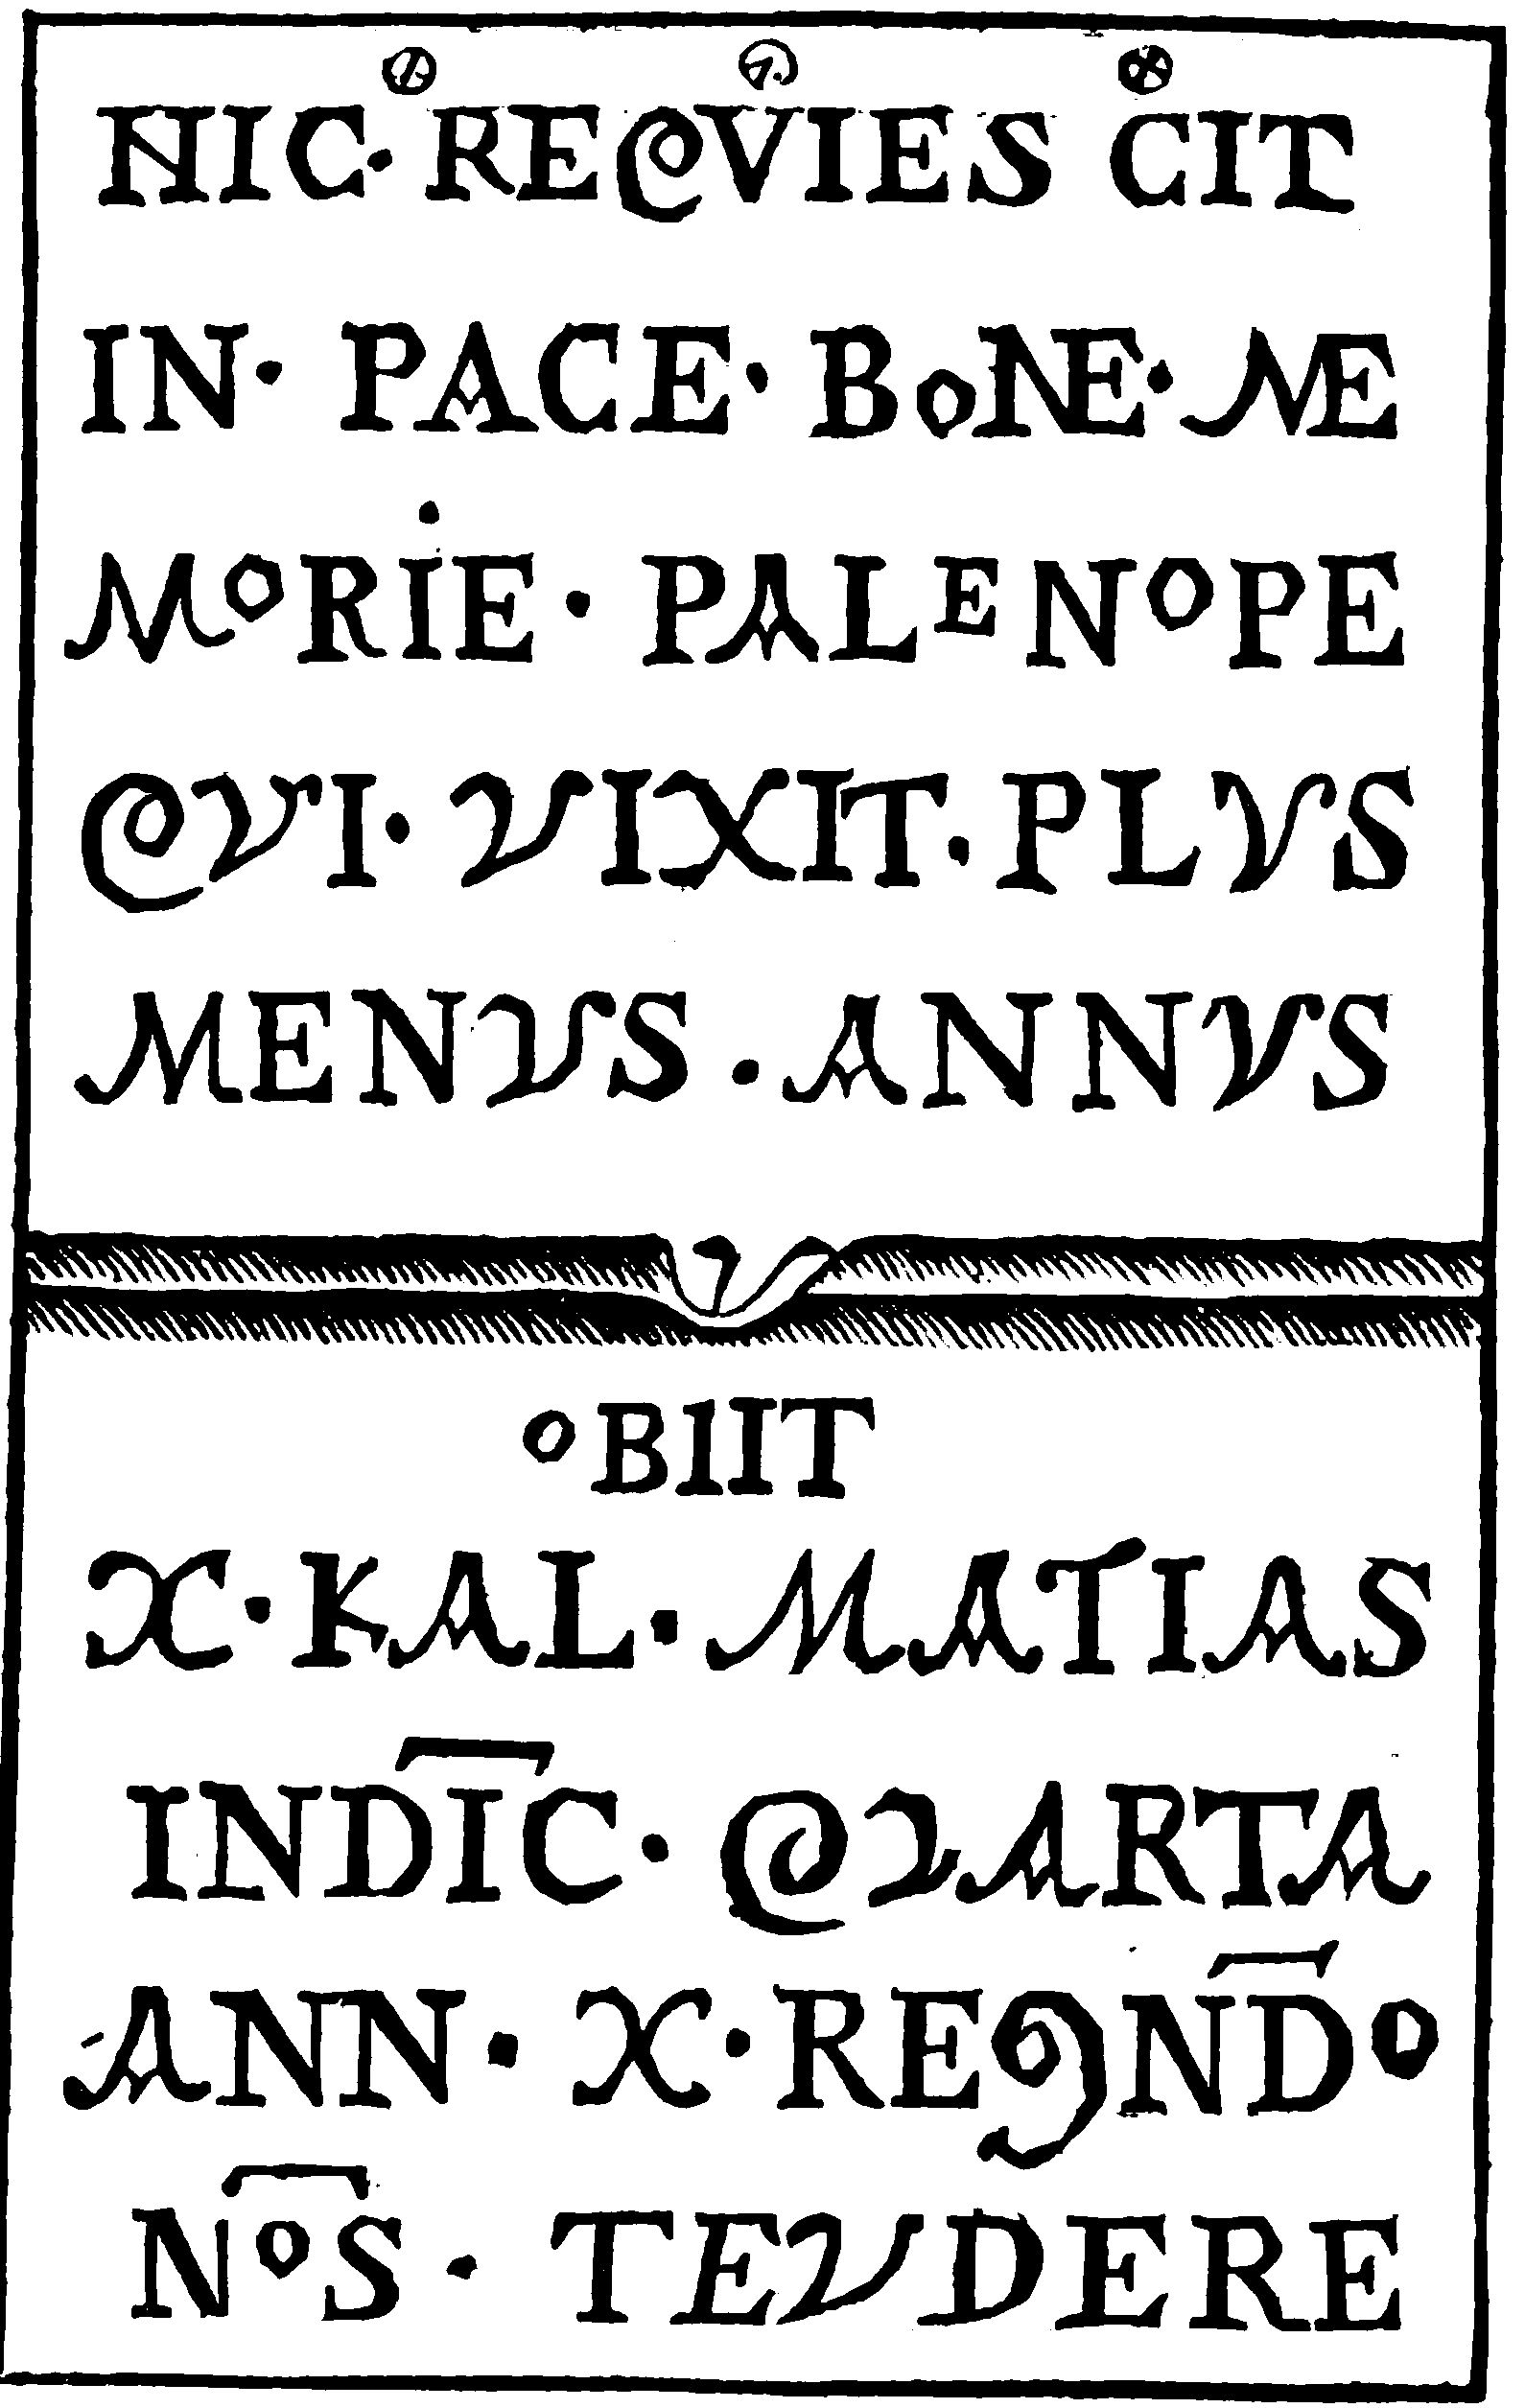 HIC· REQVIES CIT
IN· PACE· BONE· ME
MORIE· PALENOPE
QVI· VIXIT· PLVS
MENVS · ANNVS
OBIIT
X· KAL· MATIAS
INDIC· QVARTA
ANN· X· REGNDO
NOS · TEVDERE